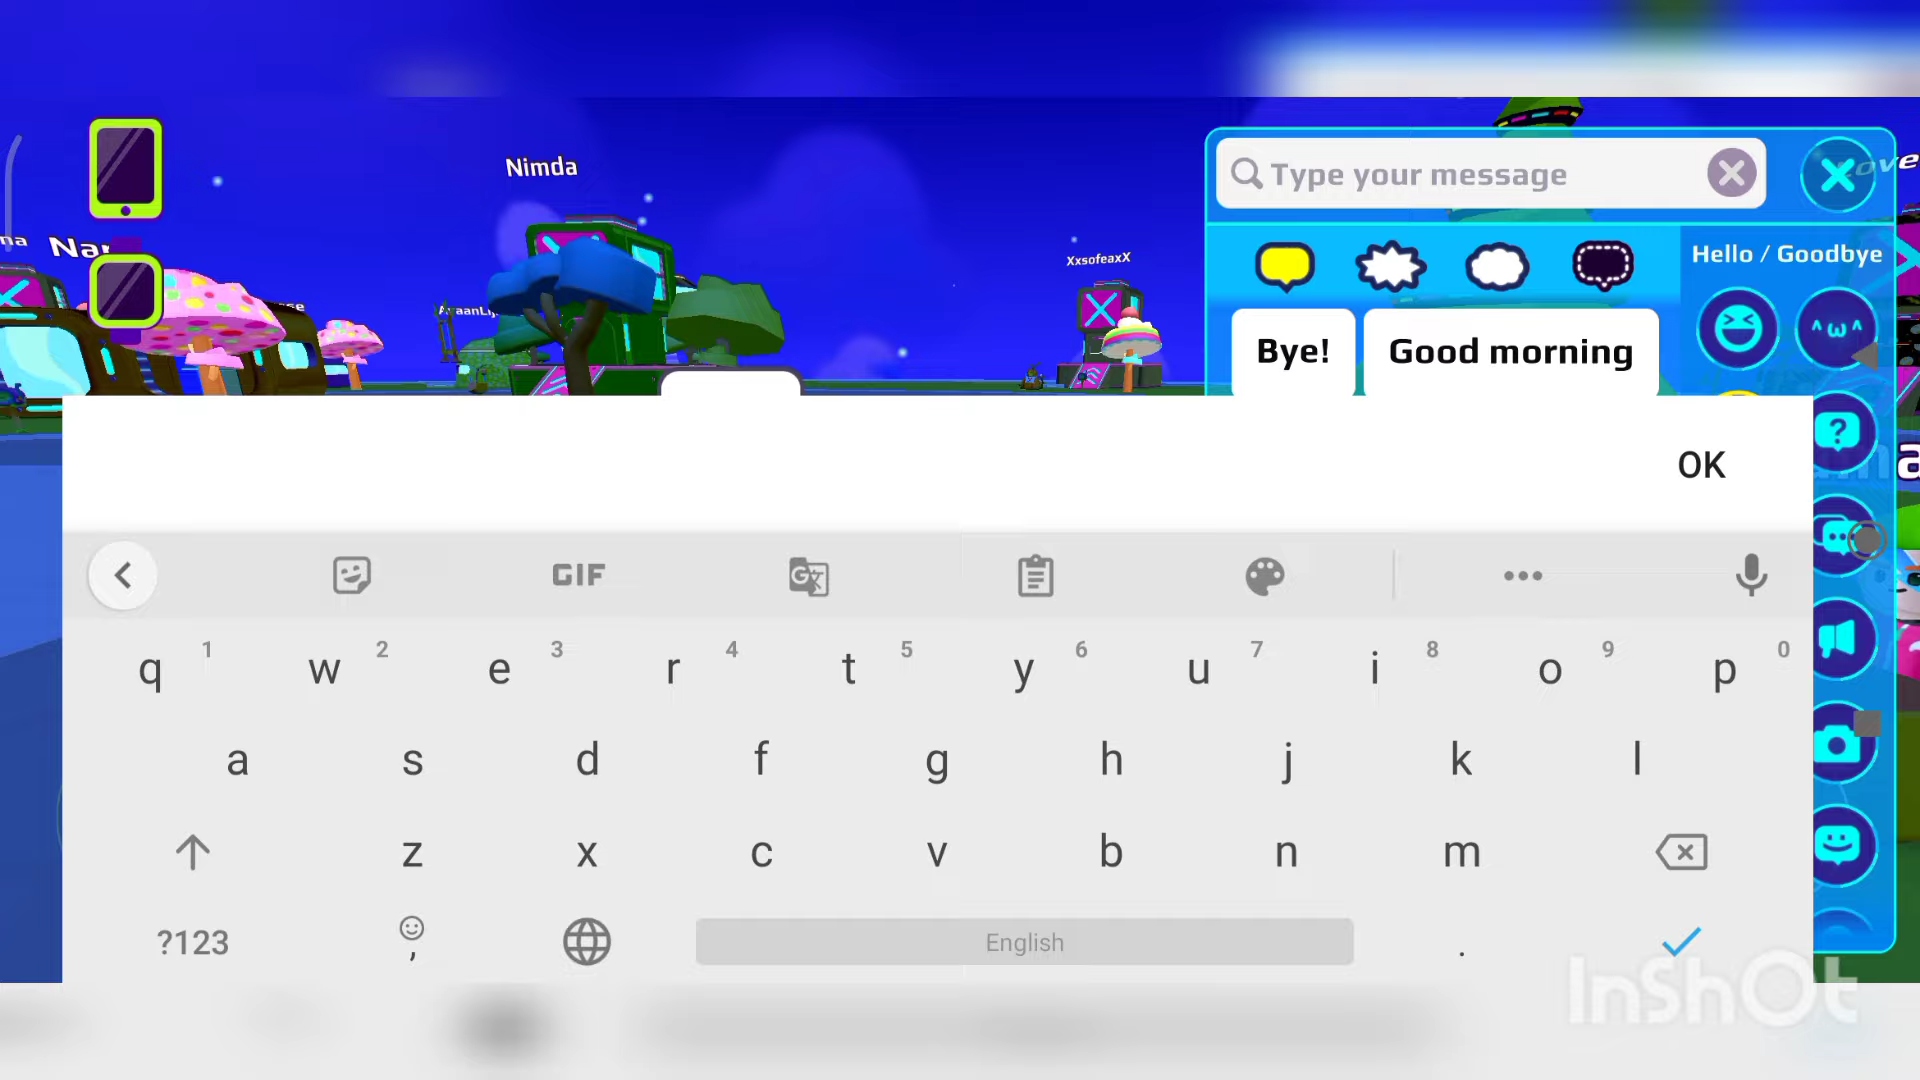 Nimda
XxsofeaxX
Type your message
Hello / Goodbye
Bye!
Good morning
OK
GIF
1 2 3 4 5 6 7 8 9 0
q w e r t y u i o p
a s d f g h j k l
z x c v b n m
?123 , English .
InShOt